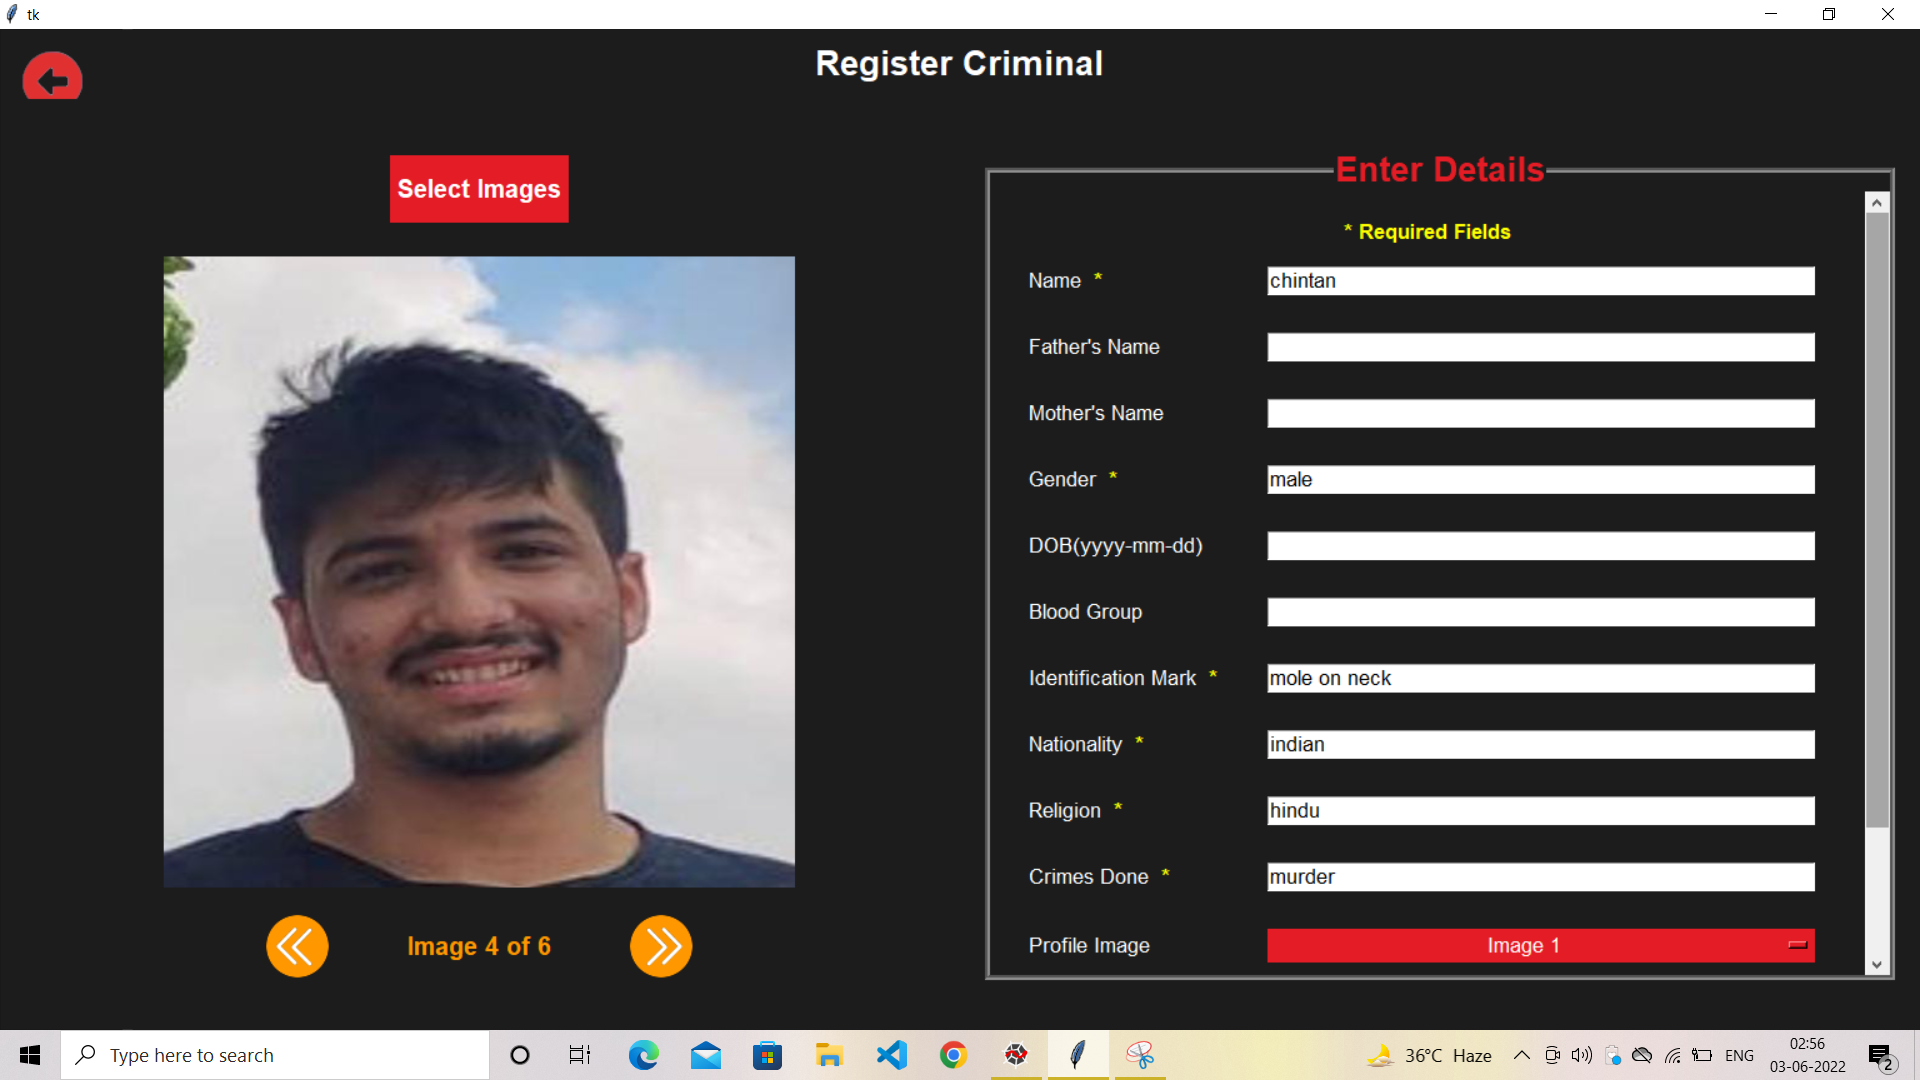 tk
Register Criminal
Select Images
Enter Details
* Required Fields
Name *
chintan
Father's Name
Mother's Name
Gender *
male
DOB(yyyy-mm-dd)
Blood Group
Identification Mark *
mole on neck
Nationality *
indian
Religion *
hindu
Crimes Done *
murder
Profile Image
Image 1
Image 4 of 6
Type here to search
36°C Haze
ENG
02:56
03-06-2022
2